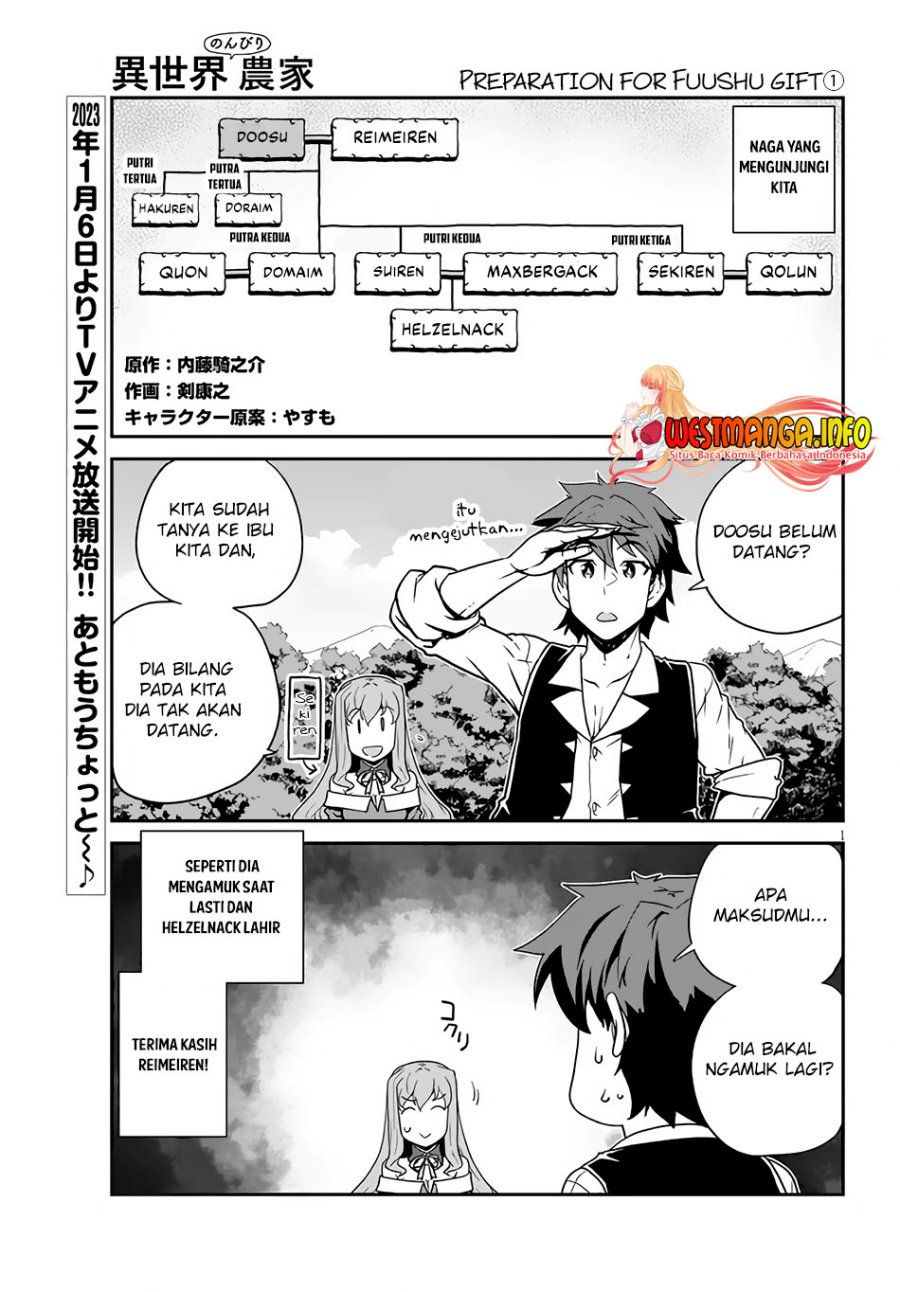 異世界
のんびり
農家
PREPARATION FOR FUUSHU GIFT①
2023年1月6日よりTVアニメ放送開始!! あともうちょっと〜♪
NAGA YANG
MENGUNJUNGI
KITA
DOOSU
REIMEIREN
PUTRI
TERTUA
PUTRA
TERTUA
HAKUREN
DORAIM
PUTRA KEDUA
PUTRI KEDUA
PUTRI KETIGA
QUON
DOMAIM
SUIREN
MAXBERGACK
SEKIREN
QOLUN
HELZELNACK
原作：内藤騎之介
作画：剣康之
キャラクター原案：やすも
WESTMANGA.INFO
Situs Baca Komik Berbahasa Indonesia
DOOSU BELUM
DATANG?
itu
mengejutkan...
KITA SUDAH
TANYA KE IBU
KITA DAN,
DIA BILANG
PADA KITA
DIA TAK AKAN
DATANG.
Se
ki
ren
1
APA
MAKSUDMU...
DIA BAKAL
NGAMUK LAGI?
SEPERTI DIA
MENGAMUK SAAT
LASTI DAN
HELZELNACK LAHIR
コクリ
TERIMA KASIH
REIMEIREN!